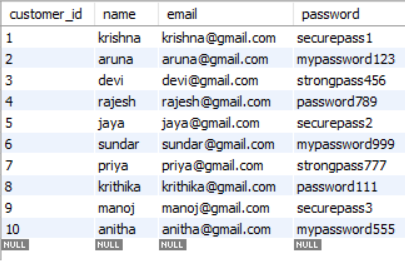 customer_id name email password
1 krishna krishna@gmail.com securepass1
2 aruna aruna@gmail.com mypassword123
3 devi devi@gmail.com strongpass456
4 rajesh rajesh@gmail.com password789
5 jaya jaya@gmail.com securepass2
6 sundar sundar@gmail.com mypassword999
7 priya priya@gmail.com strongpass777
8 krithika krithika@gmail.com password111
9 manoj manoj@gmail.com securepass3
10 anitha anitha@gmail.com mypassword555
NULL NULL NULL NULL